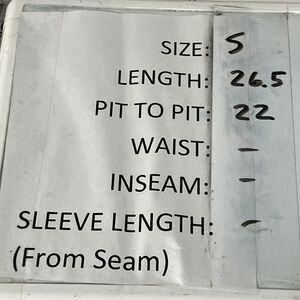 SIZE: S
LENGTH: 26.5
PIT TO PIT: 22
WAIST: -
INSEAM: -
SLEEVE LENGTH: -
(From Seam)